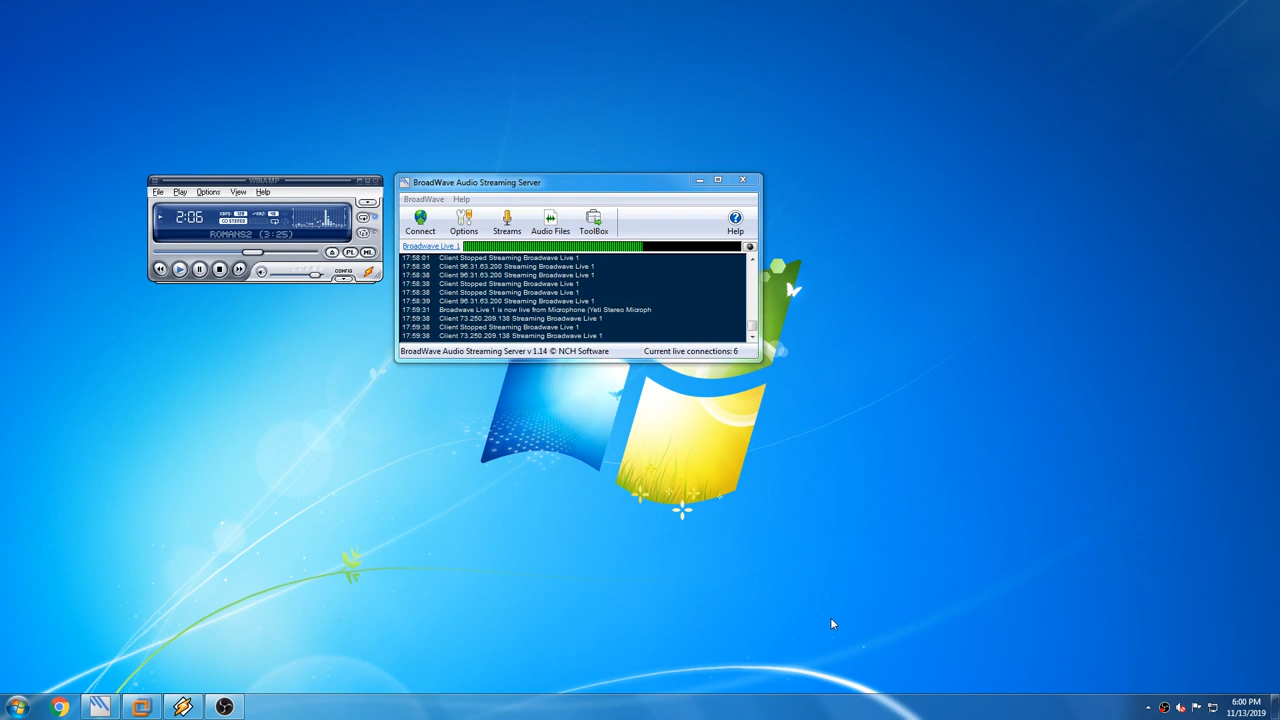 WINAMP
File Play Options View Help
2:06
ROMANS2 (3:25)
PL ML
CONFIG
BroadWave Audio Streaming Server
BroadWave Help
Connect Options Streams Audio Files ToolBox Help
Broadwave Live 1
17:58:01 Client Stopped Streaming Broadwave Live 1
17:58:36 Client 96.31.63.200 Streaming Broadwave Live 1
17:58:38 Client 96.31.63.200 Streaming Broadwave Live 1
17:58:38 Client Stopped Streaming Broadwave Live 1
17:58:38 Client Stopped Streaming Broadwave Live 1
17:58:39 Client 96.31.63.200 Streaming Broadwave Live 1
17:59:31 Broadwave Live 1 is now live from Microphone (Yeti Stereo Microph
17:59:38 Client 73.250.209.138 Streaming Broadwave Live 1
17:59:38 Client Stopped Streaming Broadwave Live 1
17:59:38 Client 73.250.209.138 Streaming Broadwave Live 1
BroadWave Audio Streaming Server v 1.14 © NCH Software Current live connections: 6
6:00 PM
11/13/2019